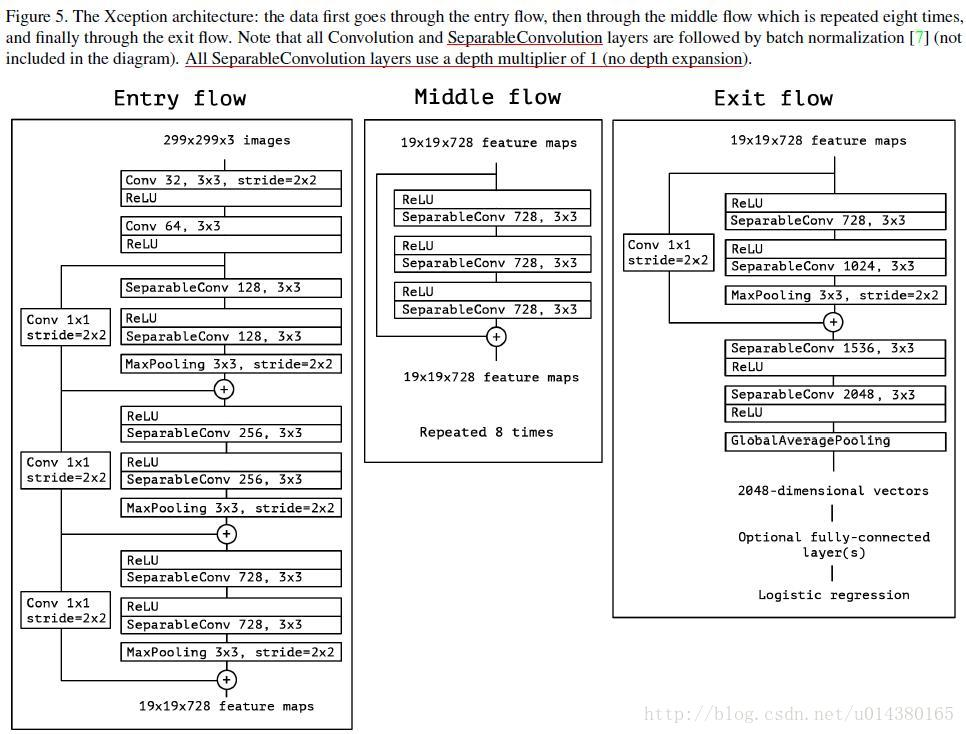 Figure 5. The Xception architecture: the data first goes through the entry flow, then through the middle flow which is repeated eight times,
and finally through the exit flow. Note that all Convolution and SeparableConvolution layers are followed by batch normalization [7] (not
included in the diagram). All SeparableConvolution layers use a depth multiplier of 1 (no depth expansion).
Entry flow
299x299x3 images
Conv 32, 3x3, stride=2x2
ReLU
Conv 64, 3x3
ReLU
SeparableConv 128, 3x3
Conv 1x1
stride=2x2
ReLU
SeparableConv 128, 3x3
MaxPooling 3x3, stride=2x2
+
ReLU
SeparableConv 256, 3x3
Conv 1x1
stride=2x2
ReLU
SeparableConv 256, 3x3
MaxPooling 3x3, stride=2x2
+
ReLU
SeparableConv 728, 3x3
Conv 1x1
stride=2x2
ReLU
SeparableConv 728, 3x3
MaxPooling 3x3, stride=2x2
+
19x19x728 feature maps
Middle flow
19x19x728 feature maps
ReLU
SeparableConv 728, 3x3
ReLU
SeparableConv 728, 3x3
ReLU
SeparableConv 728, 3x3
+
19x19x728 feature maps
Repeated 8 times
Exit flow
19x19x728 feature maps
ReLU
SeparableConv 728, 3x3
Conv 1x1
stride=2x2
ReLU
SeparableConv 1024, 3x3
MaxPooling 3x3, stride=2x2
+
SeparableConv 1536, 3x3
ReLU
SeparableConv 2048, 3x3
ReLU
GlobalAveragePooling
2048-dimensional vectors
Optional fully-connected
layer(s)
Logistic regression
http://blog.csdn.net/u014380165